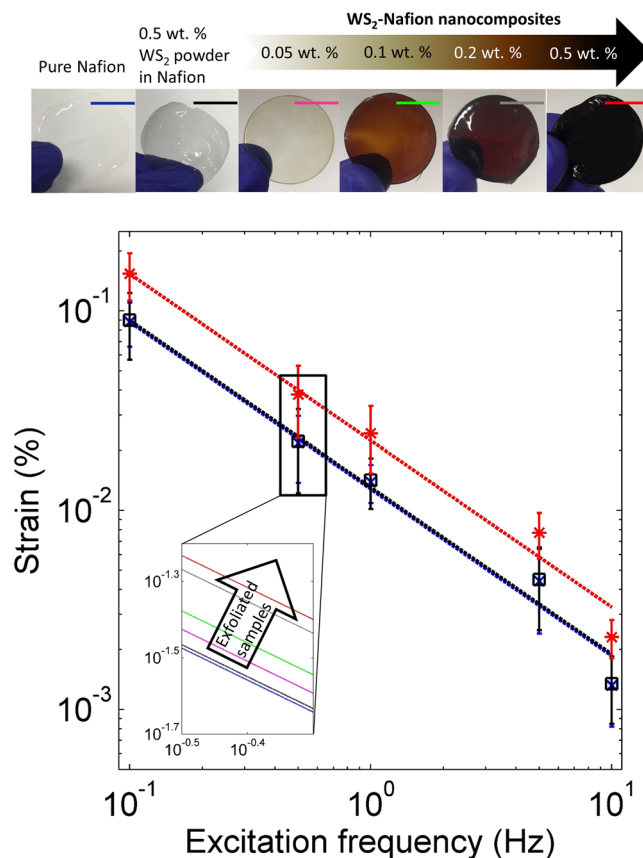 WS₂-Nafion nanocomposites
Pure Nafion
0.5 wt. %
WS₂ powder
in Nafion
0.05 wt. %
0.1 wt. %
0.2 wt. %
0.5 wt. %
10⁻¹
10⁻²
10⁻³
Strain (%)
10⁻¹·³
10⁻¹·⁵
10⁻¹·⁷
10⁻⁰·⁵
10⁻⁰·⁴
Exfoliated
samples
10⁻¹
10⁰
10¹
Excitation frequency (Hz)